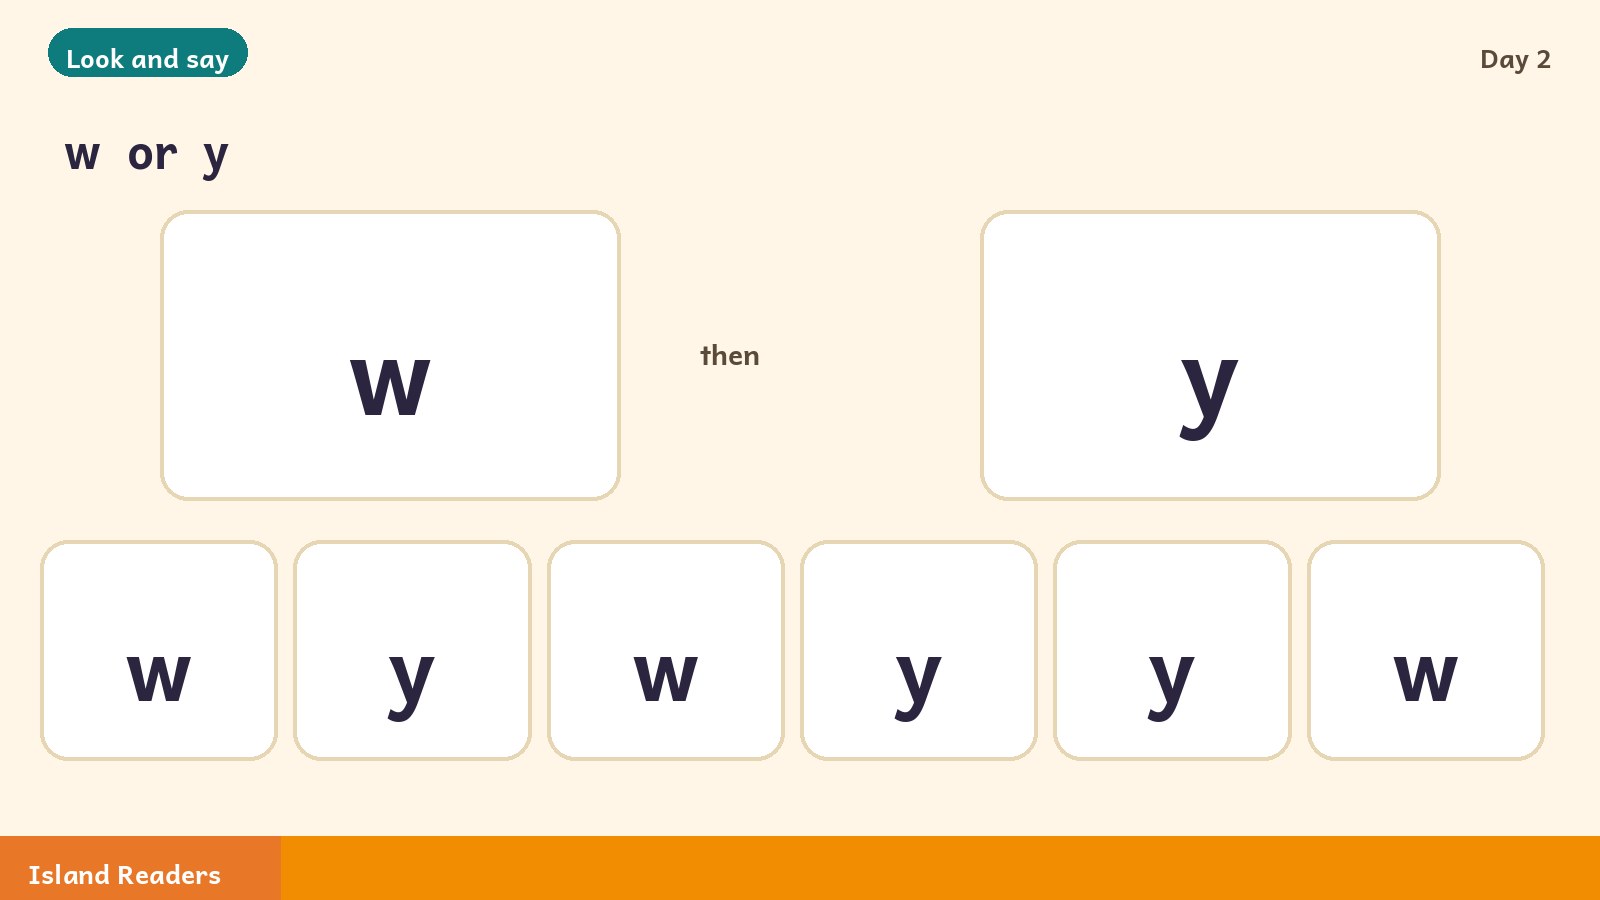 Look and say
Day 2
w or y
w then y
w y w y y w
Island Readers